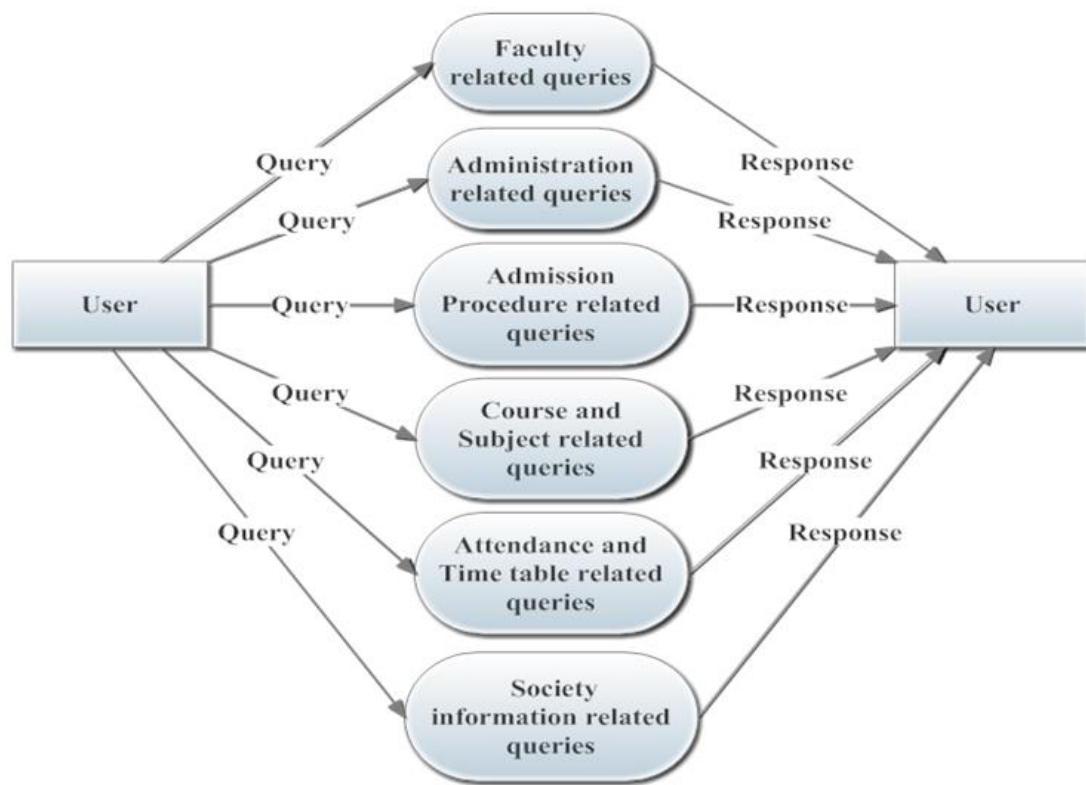 Faculty
related queries
Query
Response
Administration
related queries
Query
Response
User
Query
Admission
Procedure related
queries
Response
User
Query
Course and
Subject related
queries
Response
Query
Attendance and
Time table related
queries
Response
Query
Society
information related
queries
Response